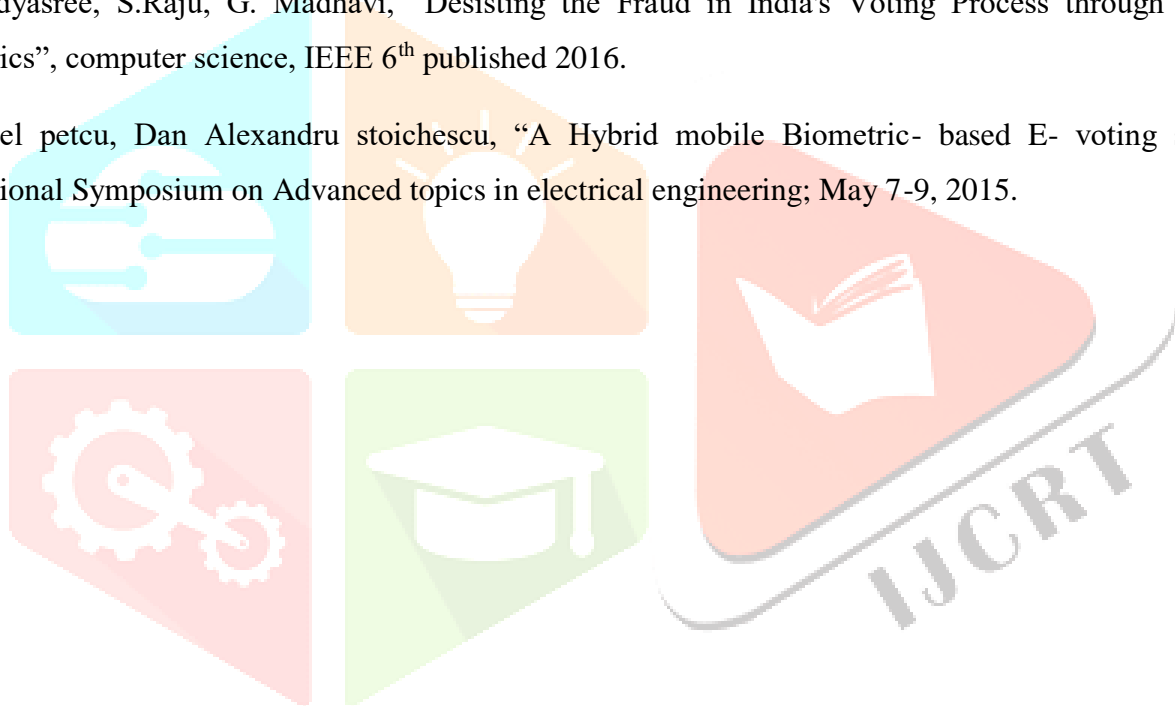 dyasree, S.Raju, G. Madhavi, "Desisting the Fraud in India's Voting Process through
ics”, computer science, IEEE 6th published 2016.
el petcu, Dan Alexandru stoichescu, “A Hybrid mobile Biometric- based E- voting
ional Symposium on Advanced topics in electrical engineering; May 7-9, 2015.
IJCRT